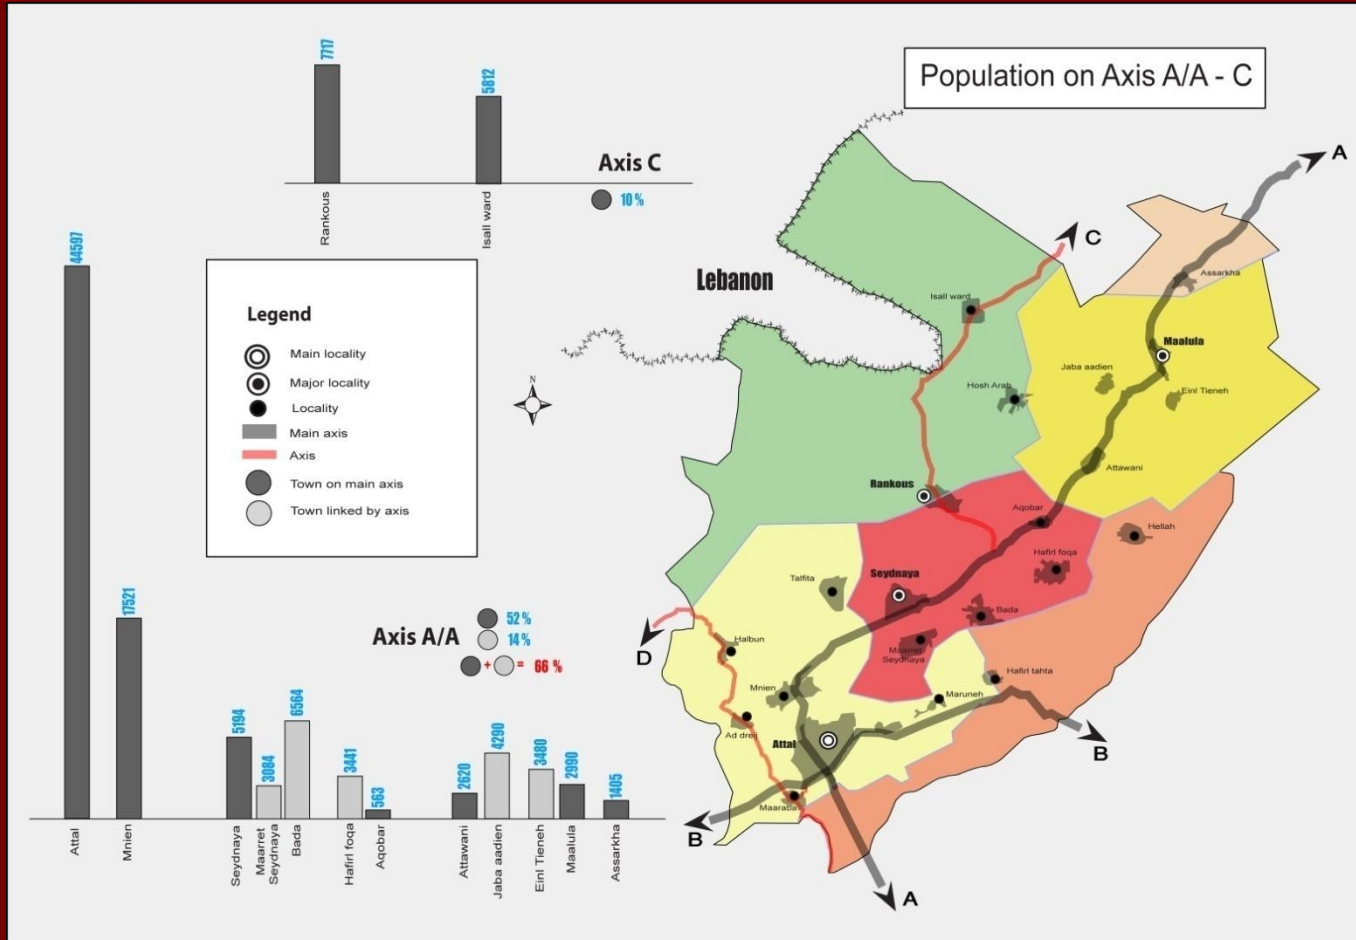 Population on Axis A/A - C
7717
5812
Axis C
10 %
Rankous
Isall ward
44597
17521
Legend
Main locality
Major locality
Locality
Main axis
Axis
Town on main axis
Town linked by axis
N
Axis A/A
52 %
14 %
+ = 66 %
5194
3084
6564
3441
563
2620
4290
3480
2990
1405
Attal
Mnien
Seydnaya
Maarret
Seydnaya
Bada
Hafirl foqa
Aqobar
Attawani
Jaba aadien
Einl Tieneh
Maalula
Assarkha
Lebanon
A
C
Assarkha
Isall ward
Maalula
Jaba aadien
Einl Tieneh
Hosh Arab
Attawani
Rankous
Aqobar
Hellah
Hafirl foqa
Talfita
Seydnaya
Bada
Maarret
Seydnaya
Halbun
D
Hafirl tahta
Mnien
Maruneh
Ad dreij
Attal
B
Maaraba
B
A